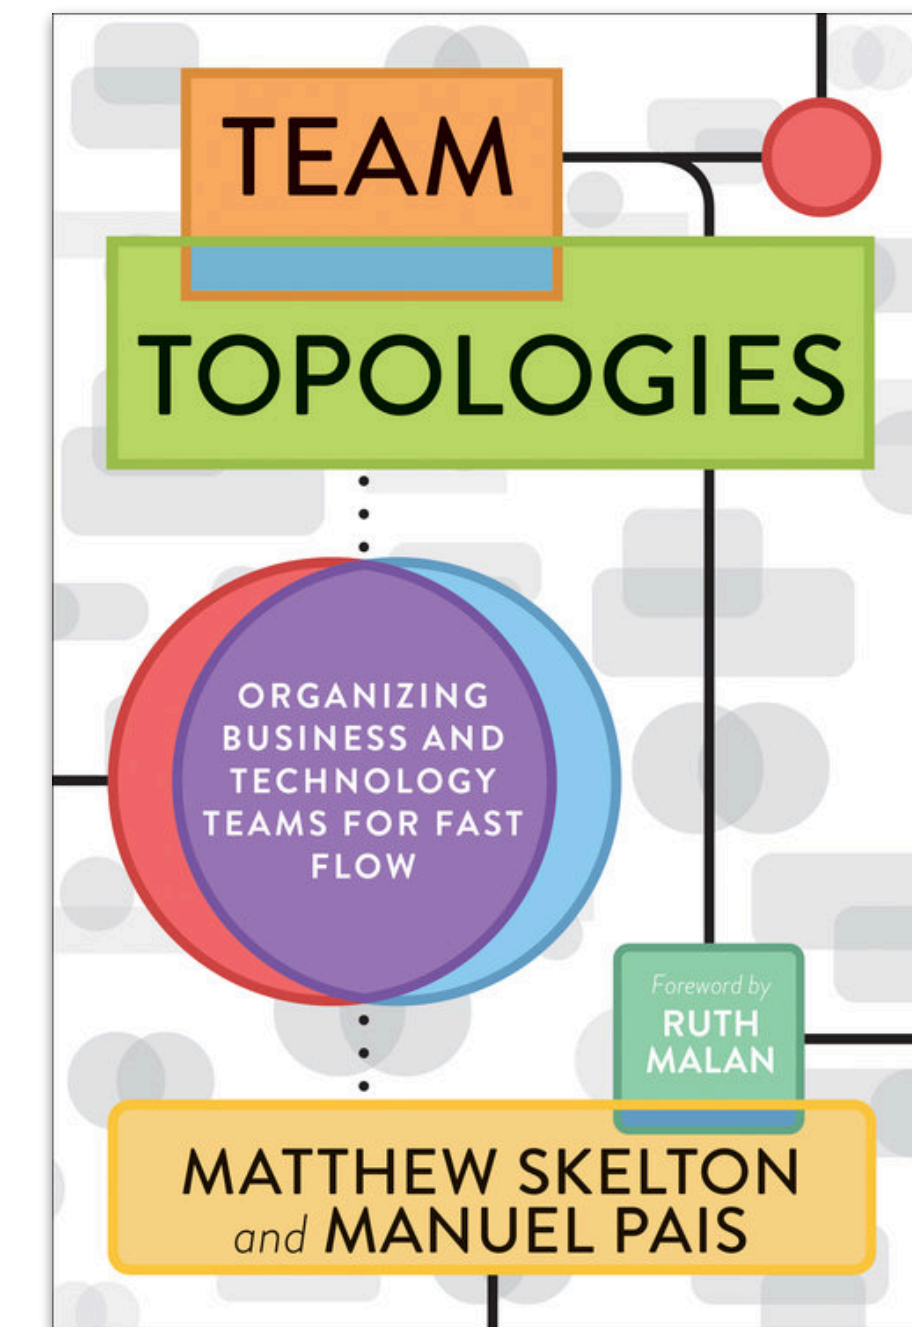 TEAM
TOPOLOGIES
ORGANIZING
BUSINESS AND
TECHNOLOGY
TEAMS FOR FAST
FLOW
Foreword by
RUTH
MALAN
MATTHEW SKELTON
and MANUEL PAIS